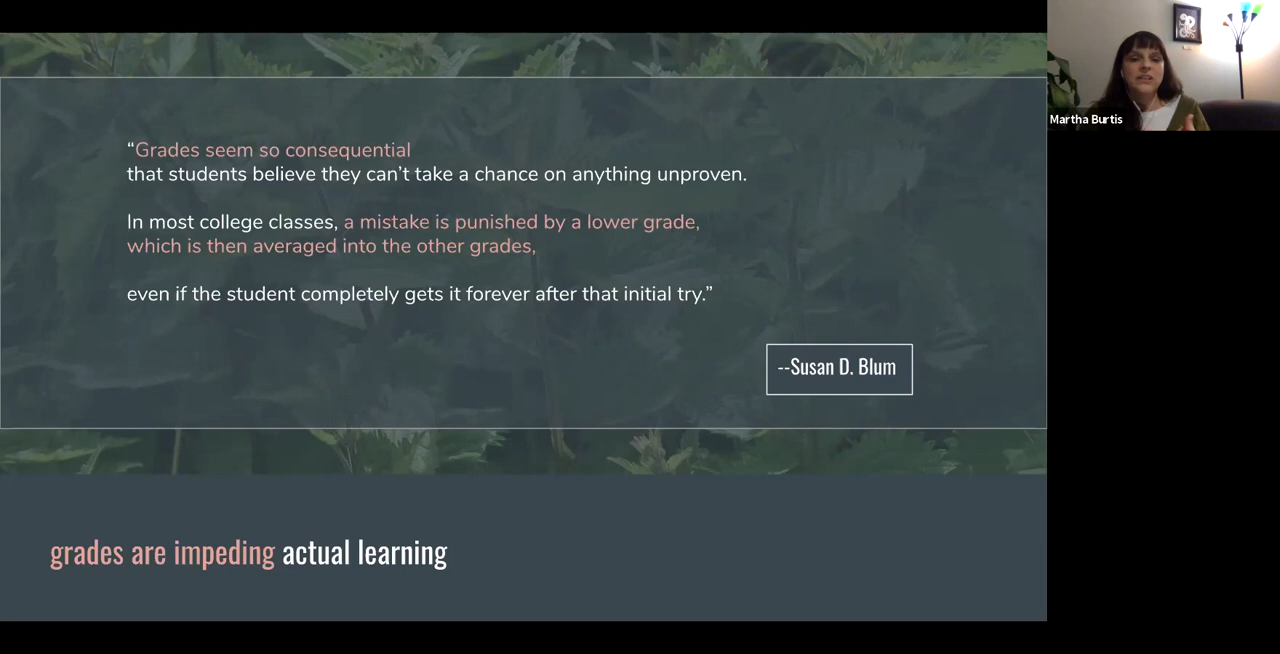 “Grades seem so consequential
that students believe they can’t take a chance on anything unproven.
In most college classes, a mistake is punished by a lower grade,
which is then averaged into the other grades,
even if the student completely gets it forever after that initial try.”
--Susan D. Blum
grades are impeding actual learning
Martha Burtis